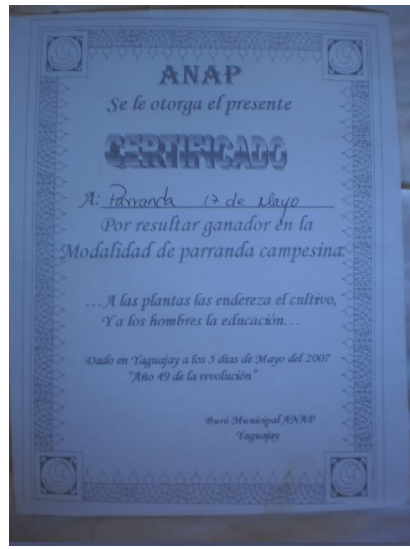 ANAP
Se le otorga el presente
CERTIFICADO
A: Parranda 17 de Mayo
Por resultar ganador en la
Modalidad de parranda campesina.
...A las plantas las endereza el cultivo,
Y a los hombres la educación...
Dado en Yaguajay a los 5 días de Mayo del 2007
"Año 49 de la revolución"
Buró Municipal ANAP
Yaguajay